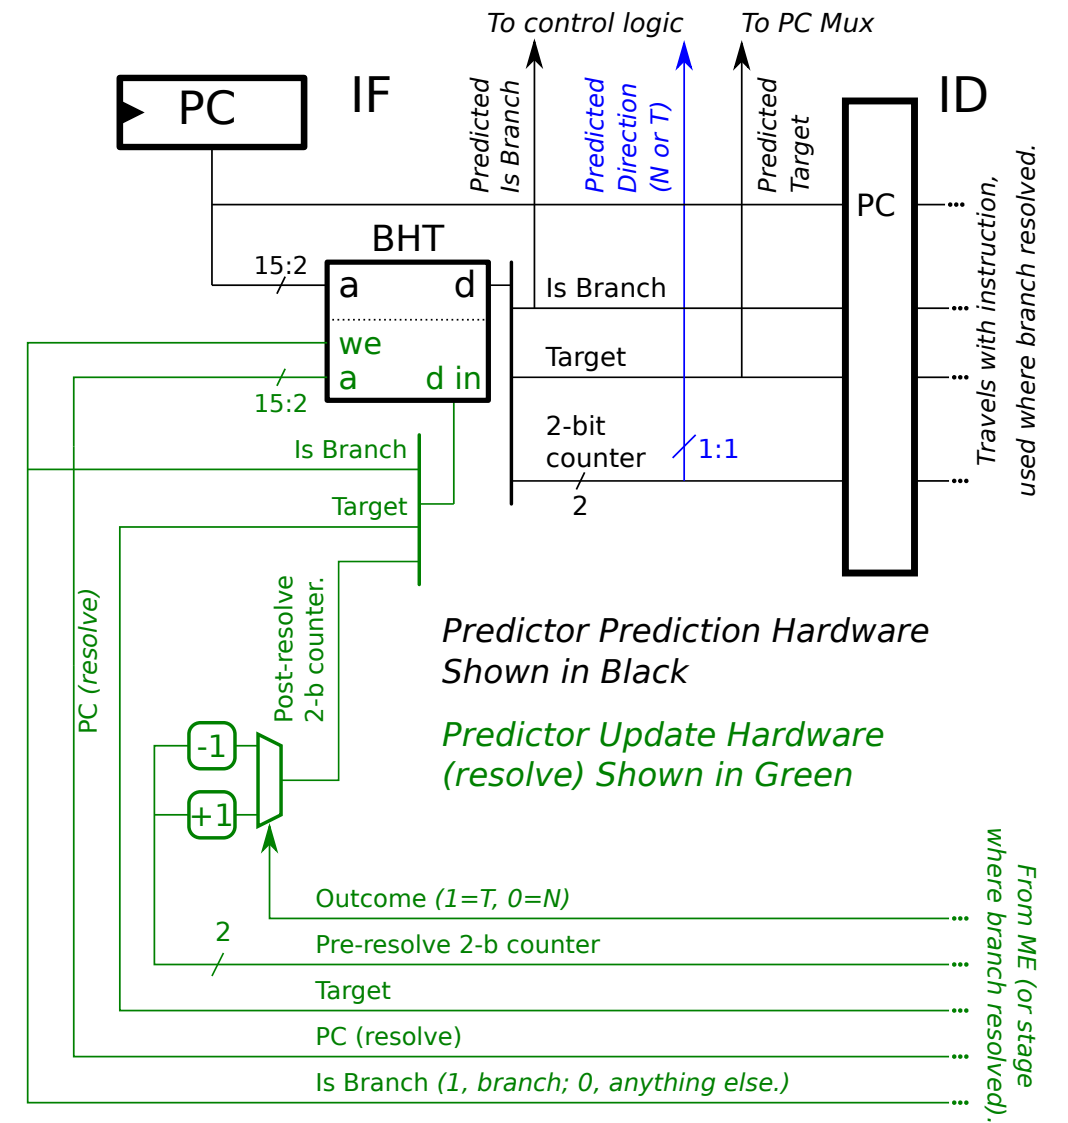 To control logic
To PC Mux
PC
IF
ID
Predicted
Is Branch
Predicted
Direction
(N or T)
Predicted
Target
PC
•••
BHT
15:2
a
d
Is Branch
•••
we
Target
•••
a
d in
15:2
2-bit
counter
1:1
2
•••
Travels with instruction,
used where branch resolved.
Is Branch
Target
PC (resolve)
Post-resolve
2-b counter.
Predictor Prediction Hardware
Shown in Black
Predictor Update Hardware
(resolve) Shown in Green
-1
+1
Outcome (1=T, 0=N)
•••
2
Pre-resolve 2-b counter
•••
Target
•••
PC (resolve)
•••
Is Branch (1, branch; 0, anything else.)
•••
From ME (or stage
where branch resolved).